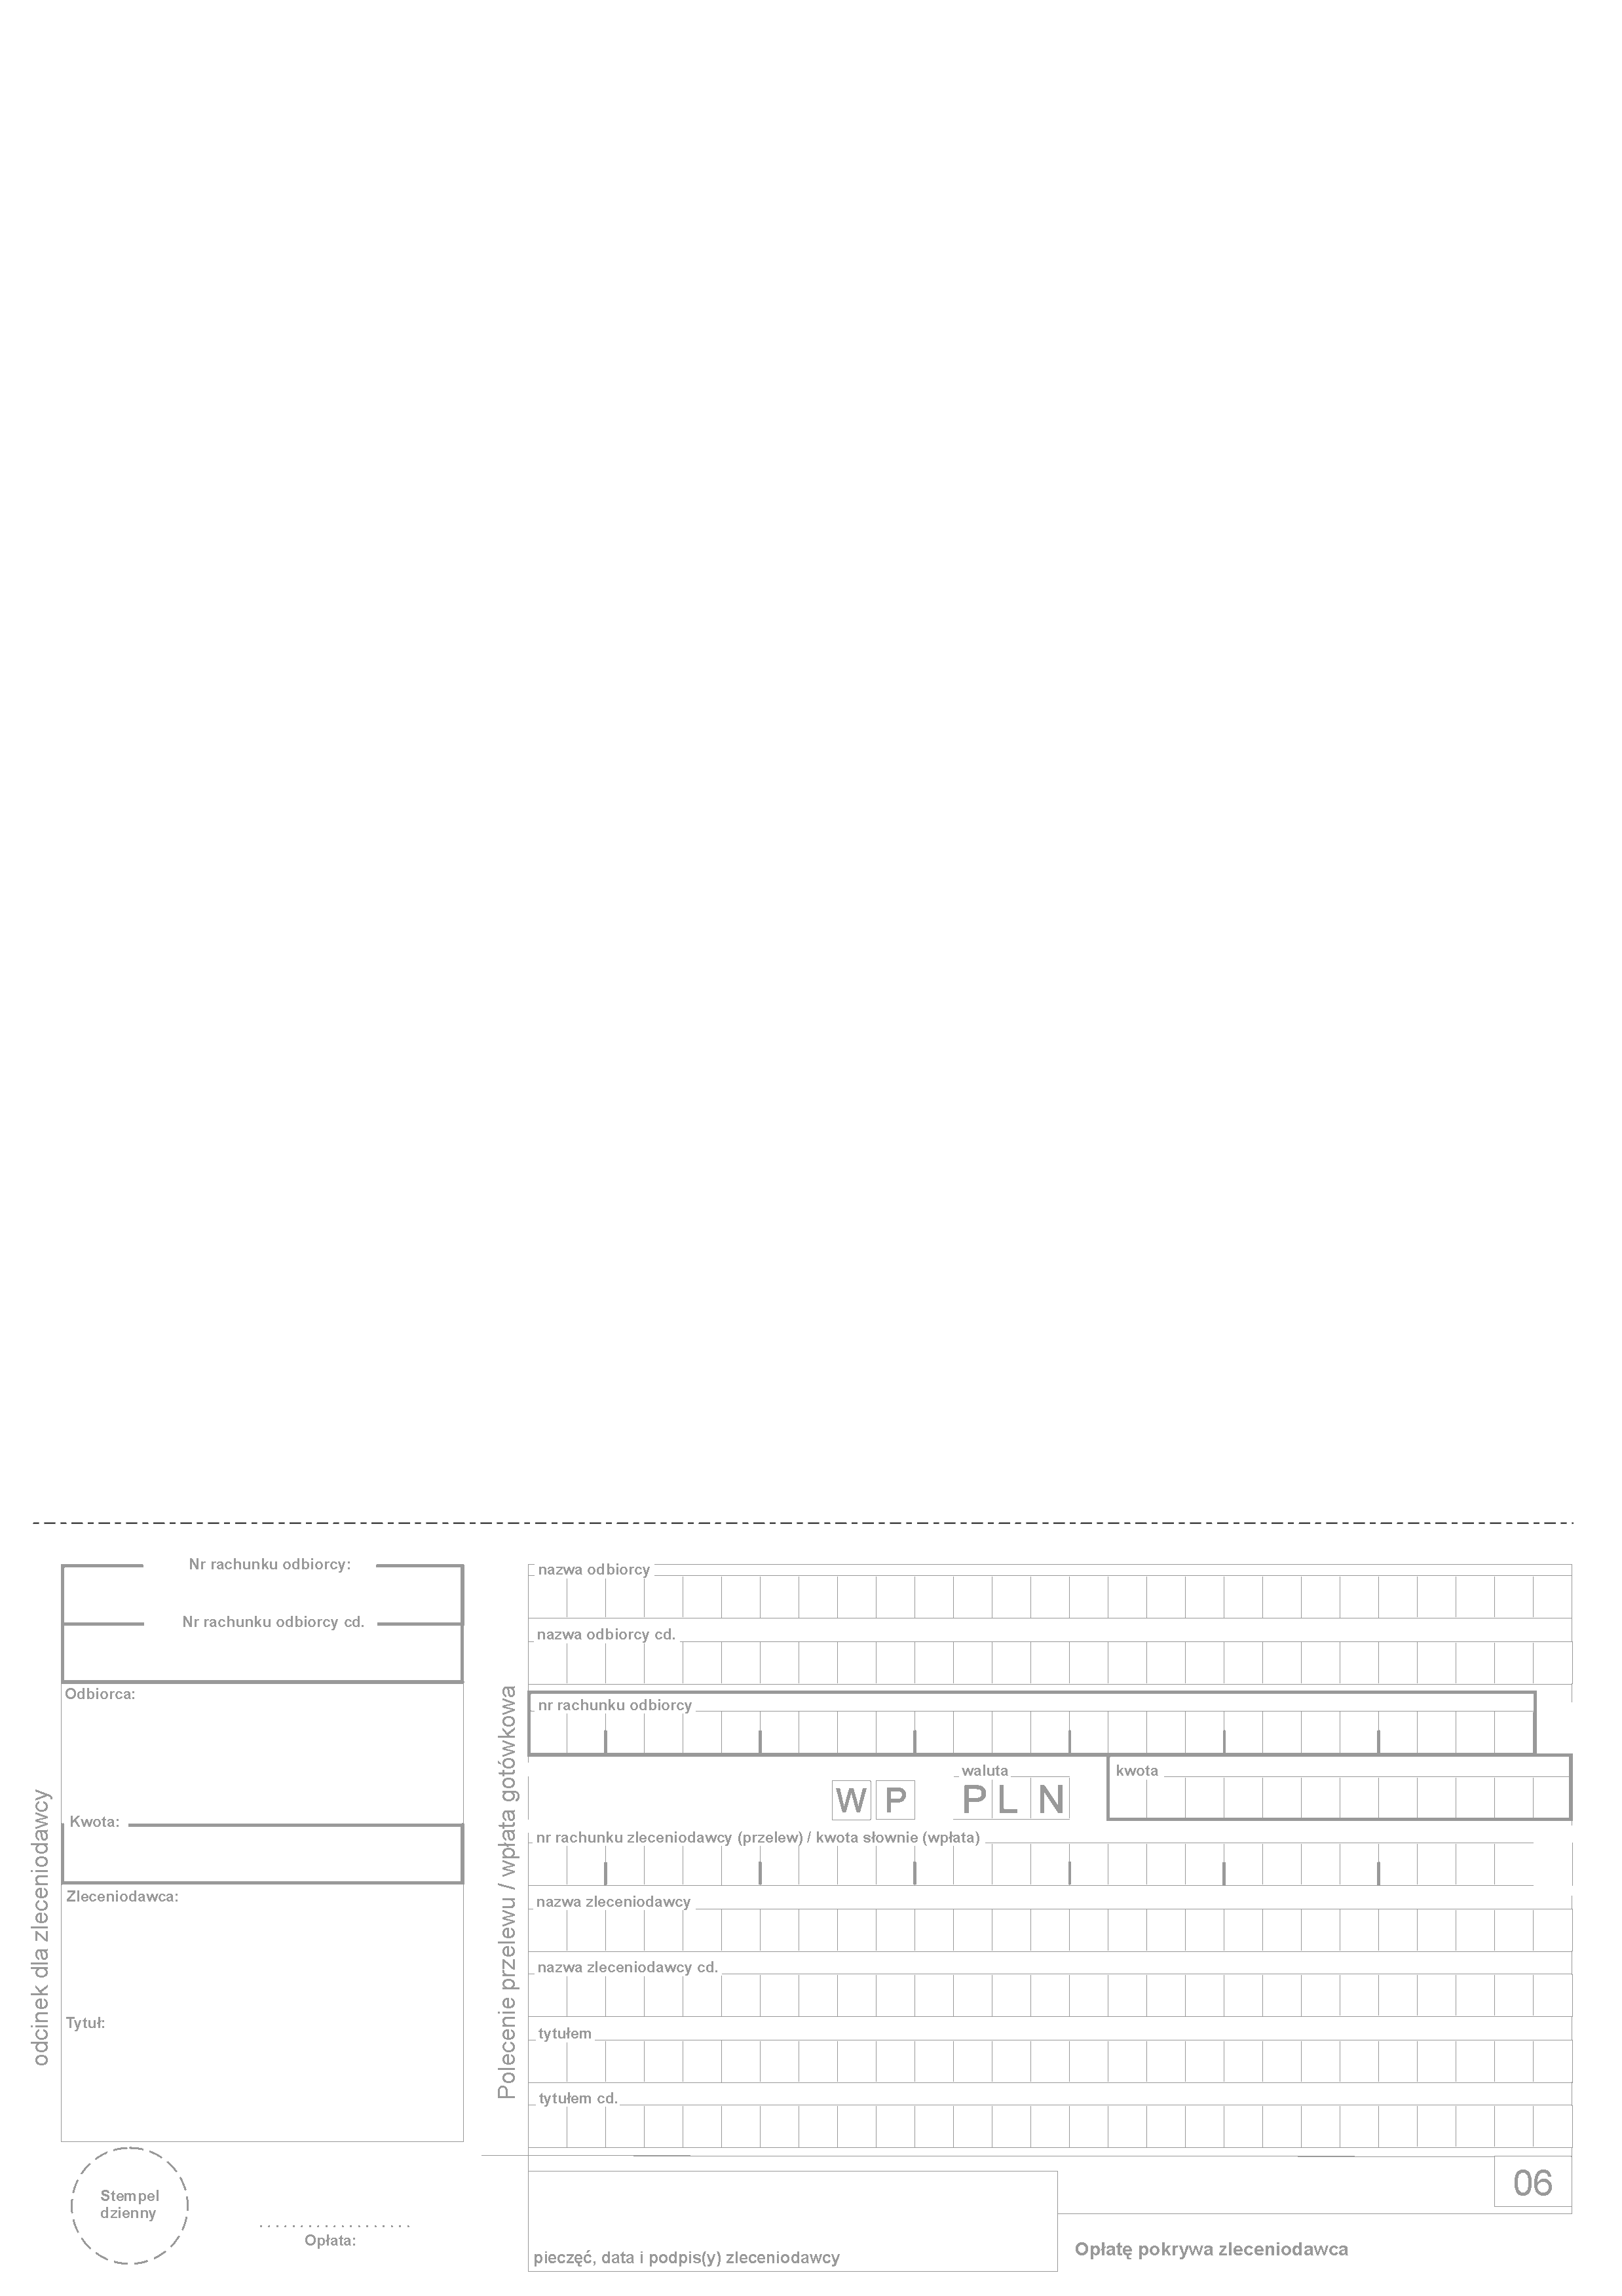 Nr rachunku odbiorcy:
Nr rachunku odbiorcy cd.
Odbiorca:
Kwota:
Zleceniodawca:
Tytuł:
odcinek dla zleceniodawcy
Stempel
dzienny
Opłata:
Polecenie przelewu / wpłata gotówkowa
nazwa odbiorcy
nazwa odbiorcy cd.
nr rachunku odbiorcy
waluta
kwota
W P PLN
nr rachunku zleceniodawcy (przelew) / kwota słownie (wpłata)
nazwa zleceniodawcy
nazwa zleceniodawcy cd.
tytułem
tytułem cd.
06
pieczęć, data i podpis(y) zleceniodawcy
Opłatę pokrywa zleceniodawca